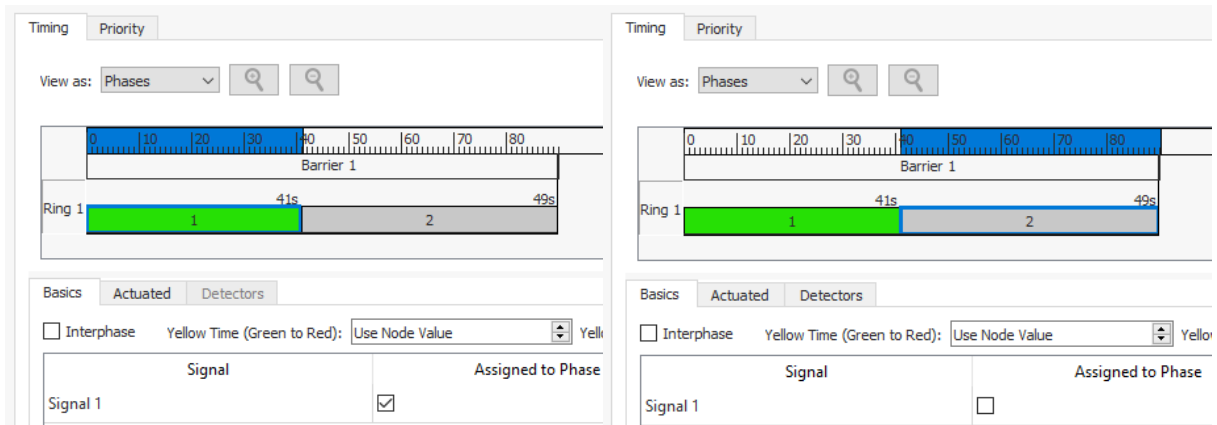 Timing Priority
View as: Phases
0 10 20 30 40 50 60 70 80
Barrier 1
41s 49s
Ring 1
1 2
Basics Actuated Detectors
Interphase Yellow Time (Green to Red): Use Node Value Yell
Signal Assigned to Phase
Signal 1
Timing Priority
View as: Phases
0 10 20 30 40 50 60 70 80
Barrier 1
41s 49s
Ring 1
1 2
Basics Actuated Detectors
Interphase Yellow Time (Green to Red): Use Node Value Yello
Signal Assigned to Phase
Signal 1